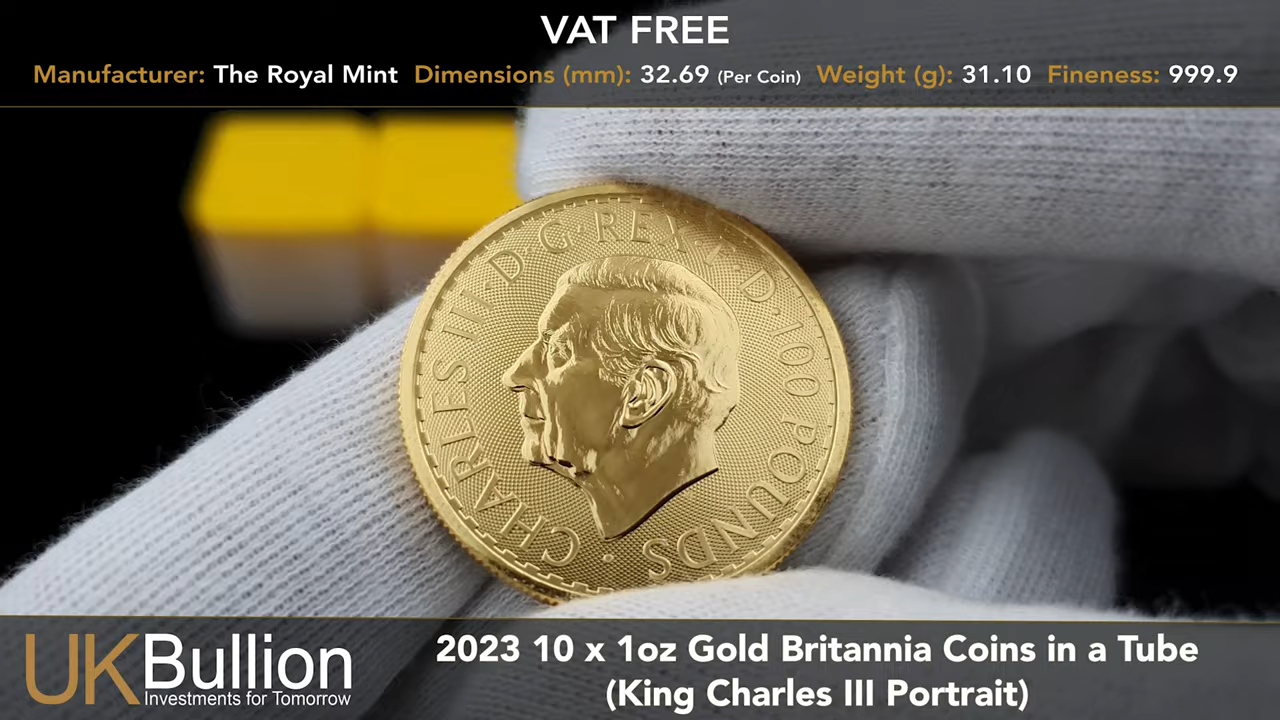 VAT FREE
Manufacturer: The Royal Mint Dimensions (mm): 32.69 (Per Coin) Weight (g): 31.10 Fineness: 999.9
CHARLES III · D · G · REX · F · D · 100 POUNDS ·
UKBullion
Investments for Tomorrow
2023 10 x 1oz Gold Britannia Coins in a Tube
(King Charles III Portrait)